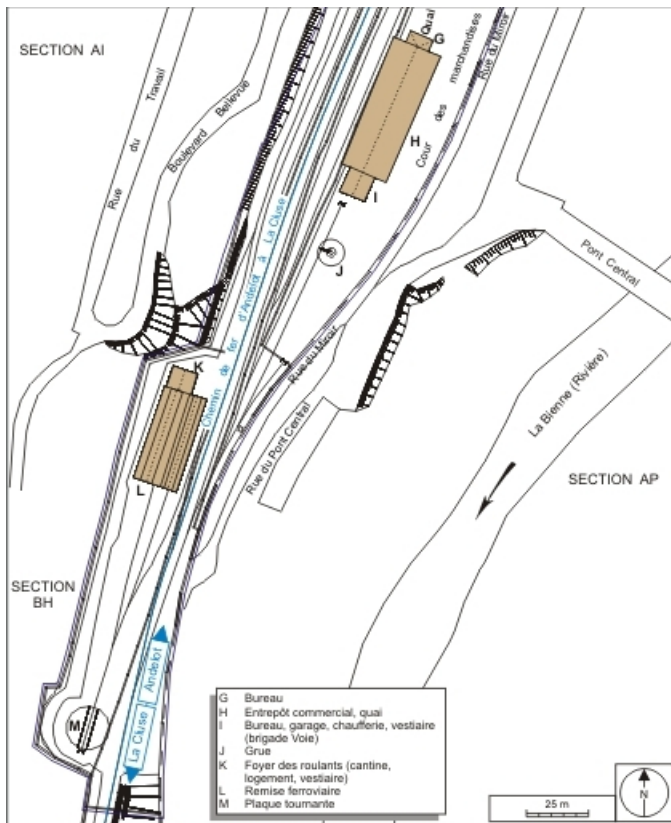 SECTION AI
Rue du Travail
Boulevard Bellevue
Quai
G
Cour des marchandises
Rue du Miroir
H
I
J
Chemin de fer d'Andelot à La Cluse
Pont Central
K
Rue du Miroir
La Bienne (Rivière)
Rue du Pont Central
L
SECTION AP
SECTION
BH
M
La Cluse
Andelot
G Bureau
H Entrepôt commercial, quai
I Bureau, garage, chaufferie, vestiaire
(brigade Voie)
J Grue
K Foyer des roulants (cantine,
logement, vestiaire)
L Remise ferroviaire
M Plaque tournante
25 m
N